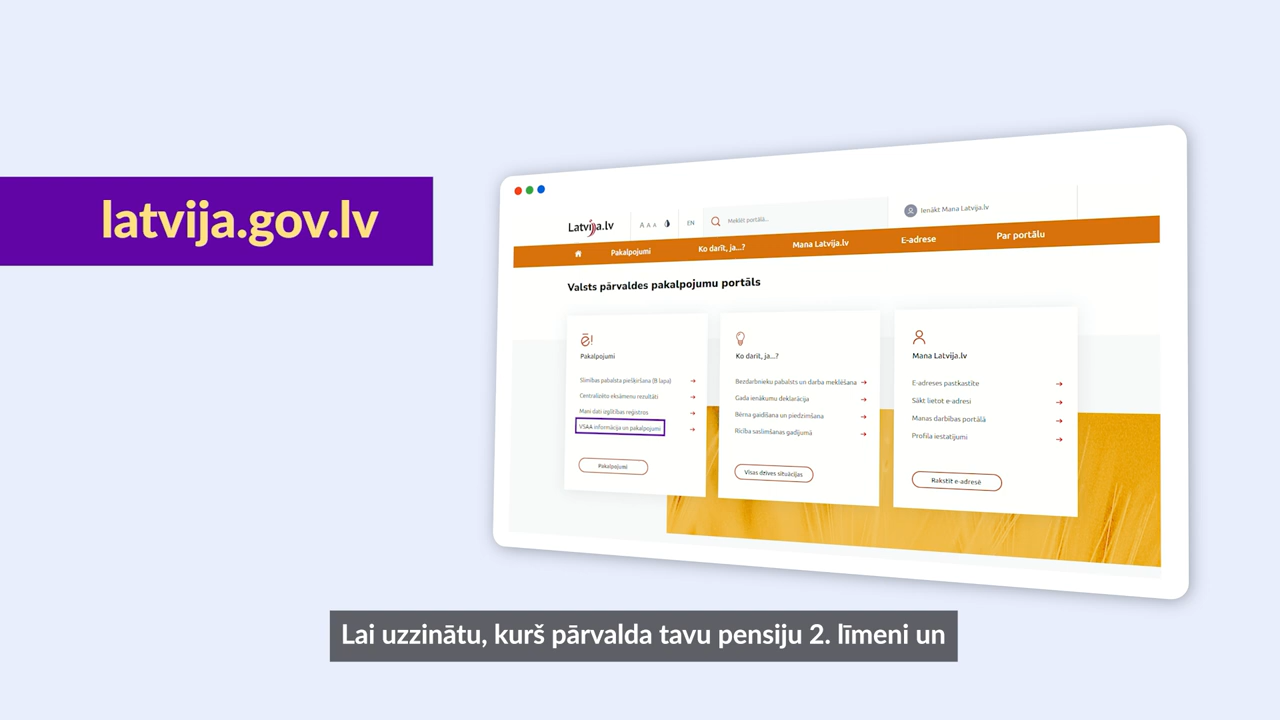 latvija.gov.lv
Latvija.lv
A A A
EN
Meklēt portālā...
Ienākt Mana Latvija.lv
Pakalpojumi
Ko darīt, ja...?
Mana Latvija.lv
E-adrese
Par portālu
Valsts pārvaldes pakalpojumu portāls
ē!
Pakalpojumi
Slimības pabalsta piešķiršana (B lapa)
Centralizēto eksāmenu rezultāti
Mani dati izglītības reģistros
VSAA informācija un pakalpojumi
Pakalpojumi
Ko darīt, ja...?
Bezdarbnieku pabalsts un darba meklēšana
Gada ienākumu deklarācija
Bērna gaidīšana un piedzimšana
Rīcība saslimšanas gadījumā
Visas dzīves situācijas
Mana Latvija.lv
E-adreses pastkastīte
Sākt lietot e-adresi
Manas darbības portālā
Profila iestatījumi
Rakstīt e-adresē
Lai uzzinātu, kurš pārvalda tavu pensiju 2. līmeni un